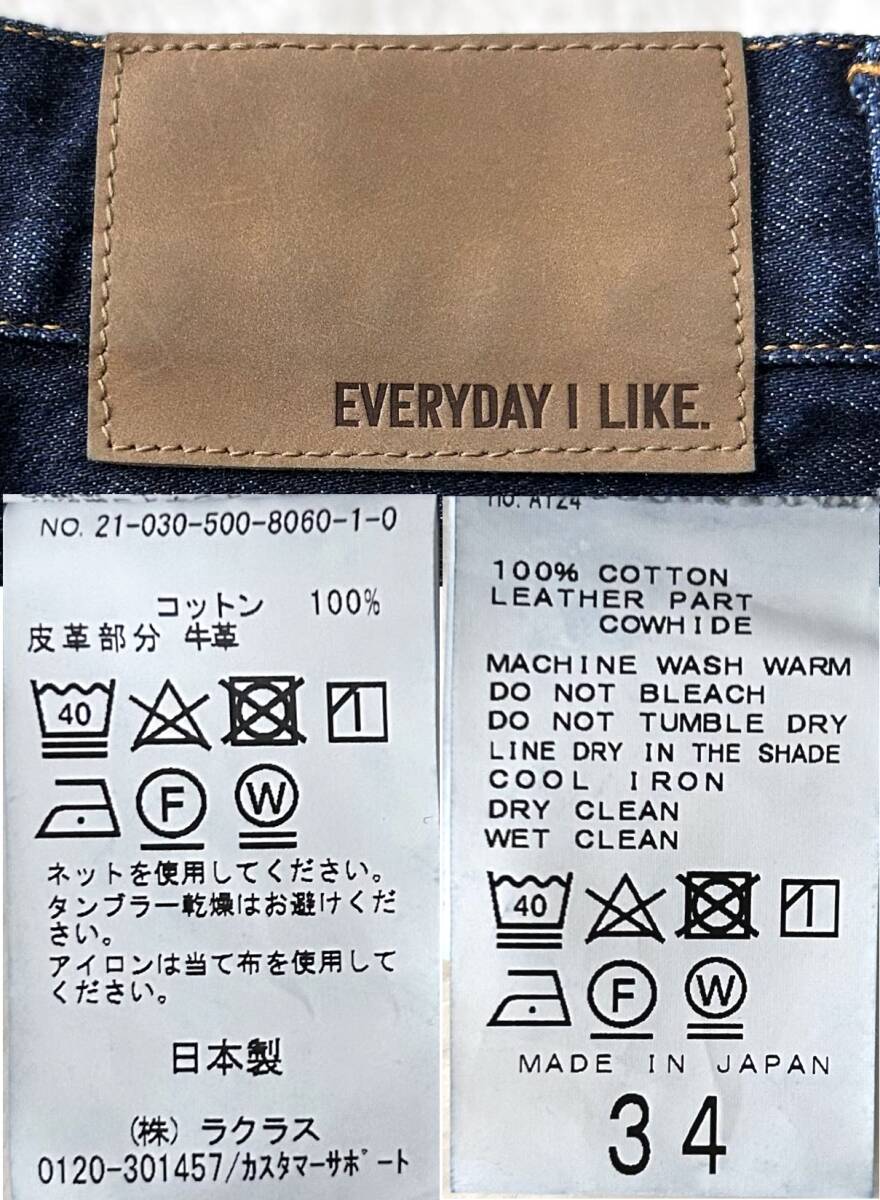 EVERYDAY I LIKE.
NO. 21-030-500-8060-1-0
コットン 100%
皮革部分 牛革
40
F W
ネットを使用してください。
タンブラー乾燥はお避けくだ
さい。
アイロンは当て布を使用して
ください。
日本製
(株) ラクラス
0120-301457/カスタマーサポート
no. A124
100% COTTON
LEATHER PART
COWHIDE
MACHINE WASH WARM
DO NOT BLEACH
DO NOT TUMBLE DRY
LINE DRY IN THE SHADE
COOL IRON
DRY CLEAN
WET CLEAN
40
F W
MADE IN JAPAN
34